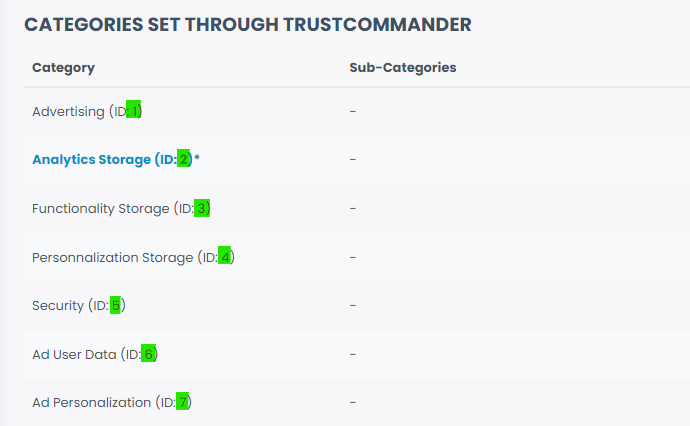 CATEGORIES SET THROUGH TRUSTCOMMANDER
Category Sub-Categories
Advertising (ID: 1) -
Analytics Storage (ID: 2)* -
Functionality Storage (ID: 3) -
Personnalization Storage (ID: 4) -
Security (ID: 5) -
Ad User Data (ID: 6) -
Ad Personalization (ID: 7) -